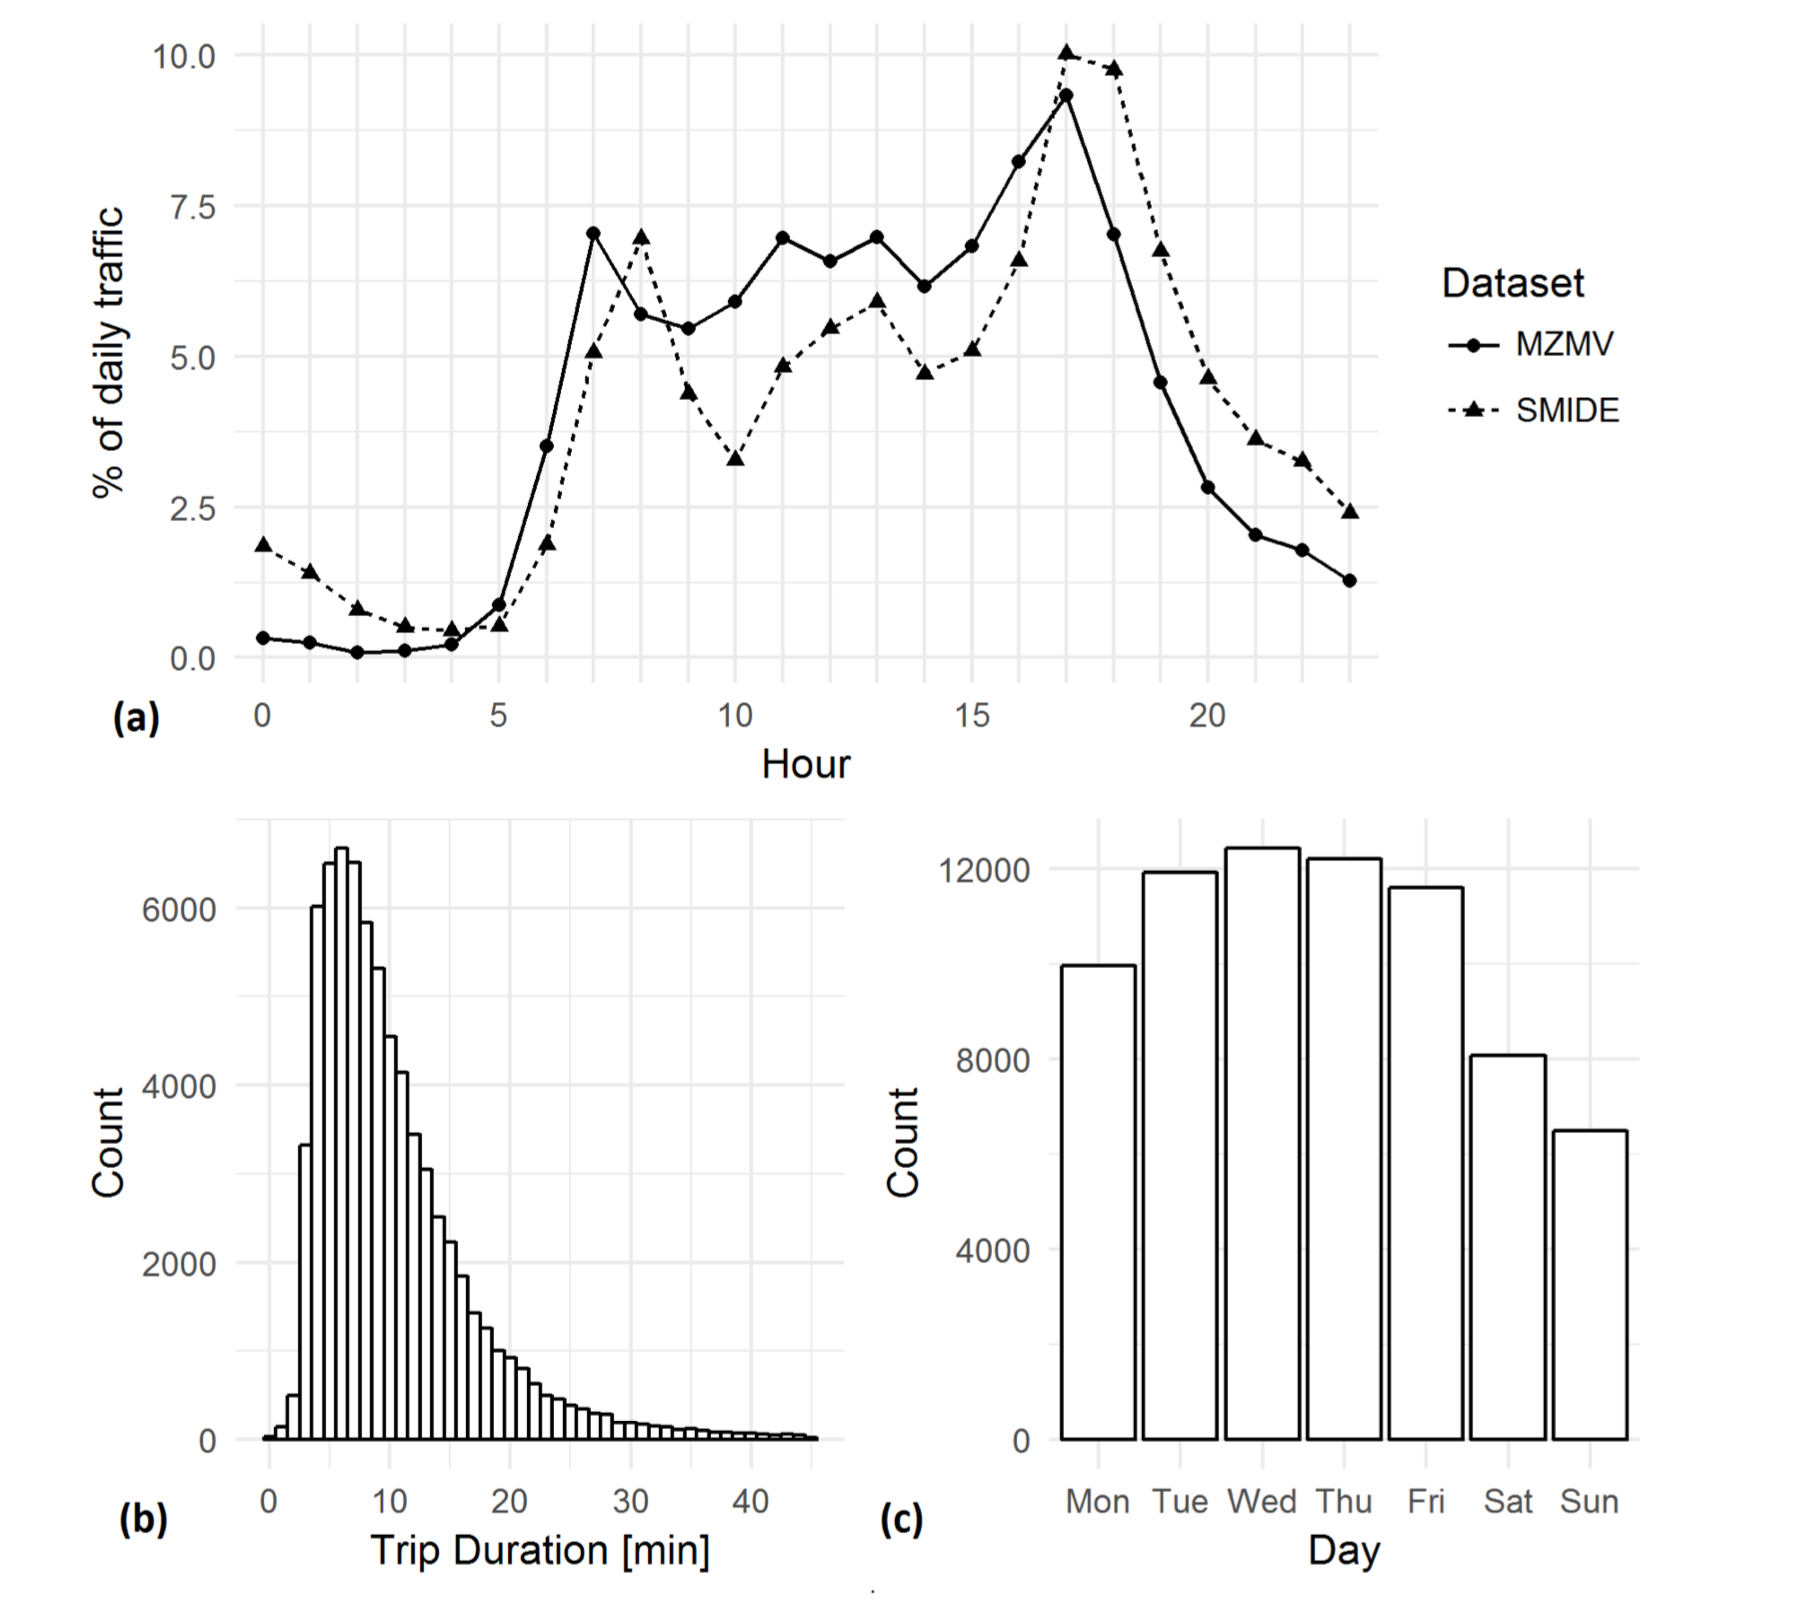 10.0
7.5
5.0
2.5
0.0
% of daily traffic
0 5 10 15 20
Hour
(a)
Dataset
MZMV
SMIDE
6000
4000
2000
0
Count
0 10 20 30 40
Trip Duration [min]
(b)
12000
8000
4000
0
Count
Mon Tue Wed Thu Fri Sat Sun
Day
(c)